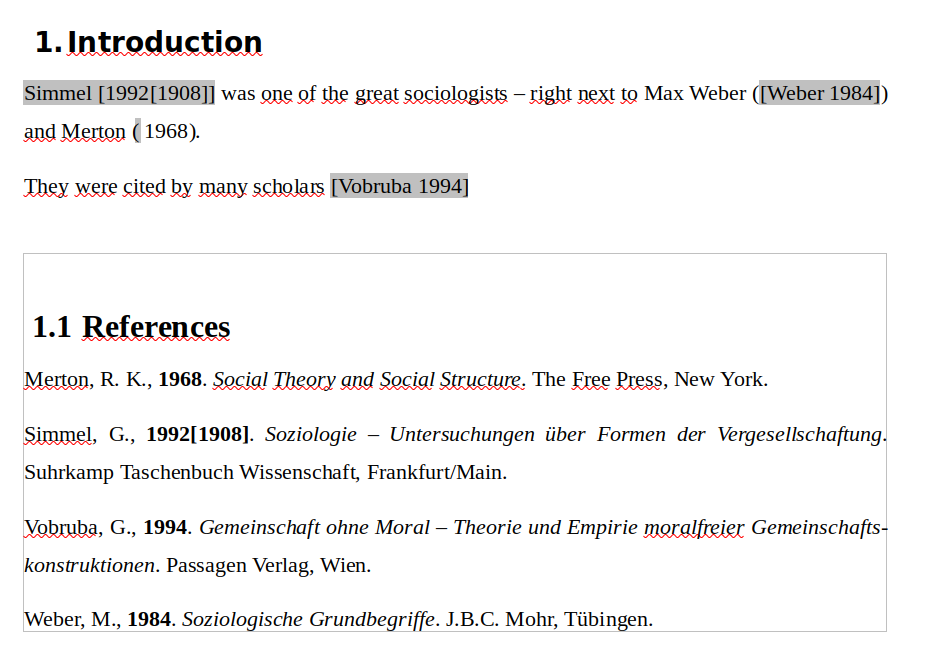 1. Introduction
Simmel [1992[1908]] was one of the great sociologists – right next to Max Weber ([Weber 1984])
and Merton ( 1968).
They were cited by many scholars [Vobruba 1994]
1.1 References
Merton, R. K., 1968. Social Theory and Social Structure. The Free Press, New York.
Simmel, G., 1992[1908]. Soziologie – Untersuchungen über Formen der Vergesellschaftung.
Suhrkamp Taschenbuch Wissenschaft, Frankfurt/Main.
Vobruba, G., 1994. Gemeinschaft ohne Moral – Theorie und Empirie moralfreier Gemeinschafts-
konstruktionen. Passagen Verlag, Wien.
Weber, M., 1984. Soziologische Grundbegriffe. J.B.C. Mohr, Tübingen.